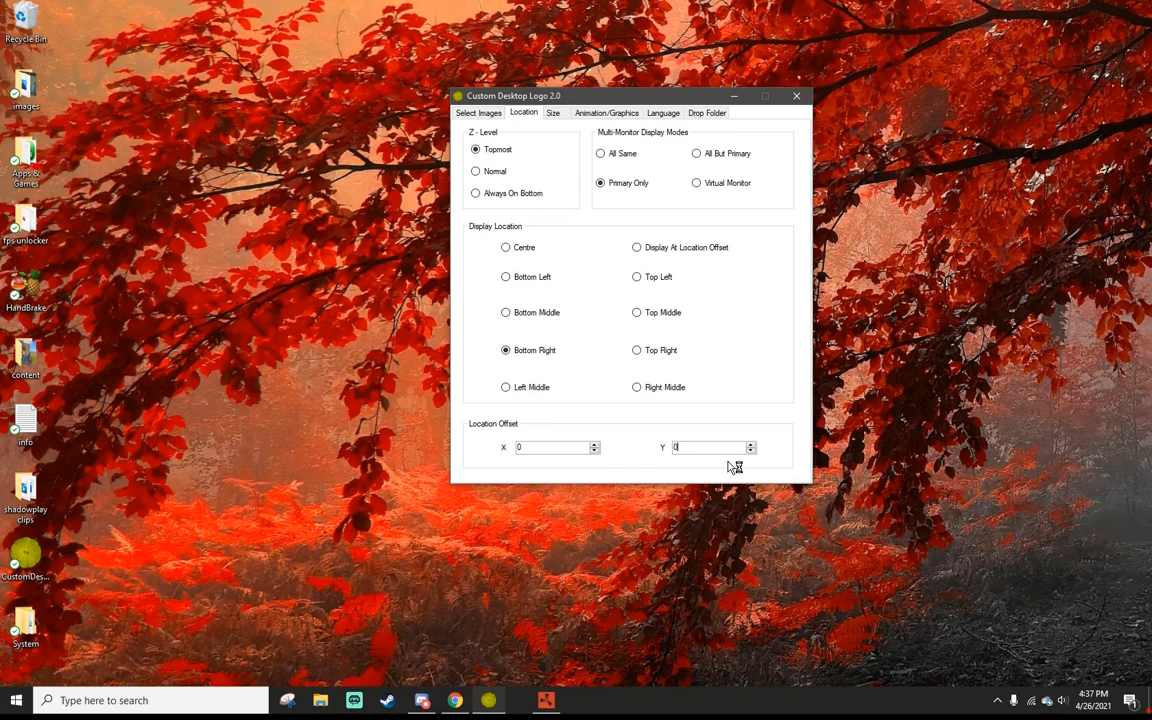 Recycle Bin
images
Apps &
Games
fps unlocker
HandBrake
content
info
shadowplay
clips
CustomDes...
System
Custom Desktop Logo 2.0
Select Images
Location
Size
Animation/Graphics
Language
Drop Folder
Z - Level
Topmost
Normal
Always On Bottom
Multi-Monitor Display Modes
All Same
All But Primary
Primary Only
Virtual Monitor
Display Location
Centre
Display At Location Offset
Bottom Left
Top Left
Bottom Middle
Top Middle
Bottom Right
Top Right
Left Middle
Right Middle
Location Offset
X 0
Y 0
Type here to search
4:37 PM
4/26/2021